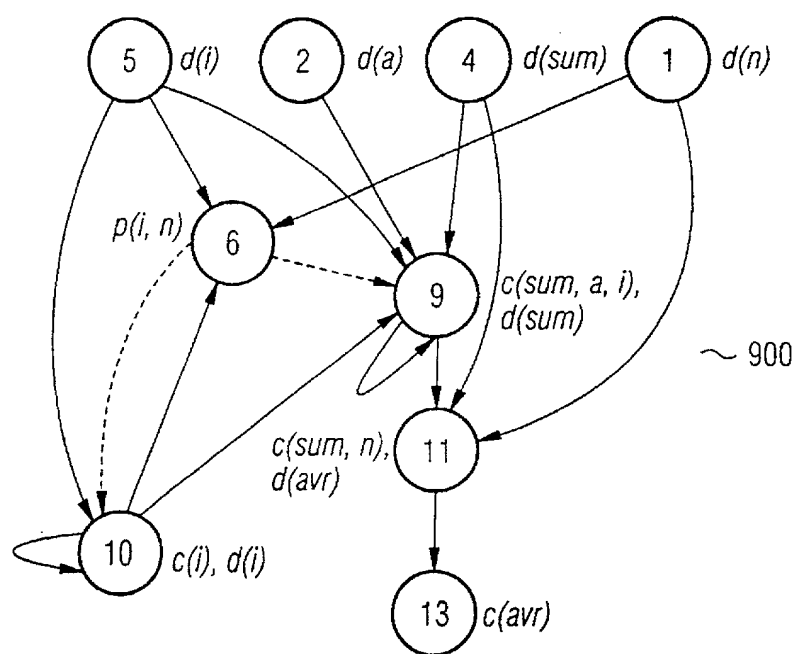 5 d(i) 2 d(a) 4 d(sum) 1 d(n)
p(i, n) 6
9 c(sum, a, i),
d(sum)
~ 900
c(sum, n), 11
d(avr)
10 c(i), d(i)
13 c(avr)